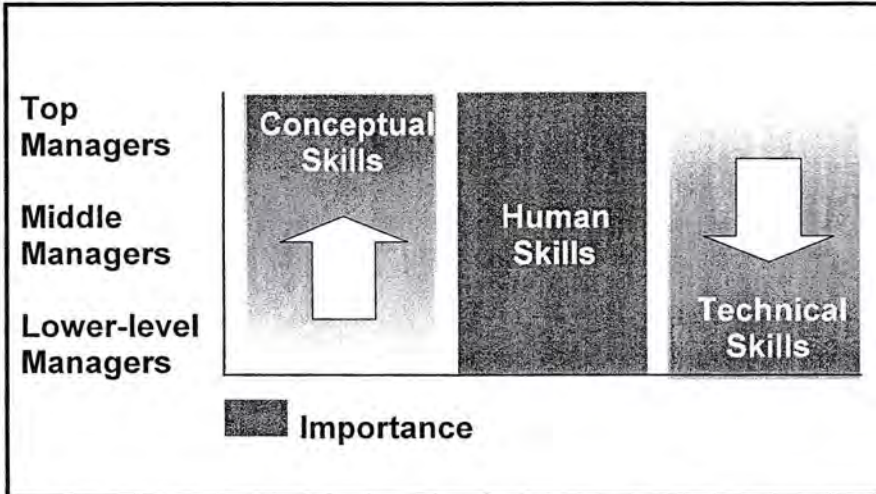 Top
Managers
Middle
Managers
Lower-level
Managers
Conceptual
Skills
Human
Skills
Technical
Skills
Importance